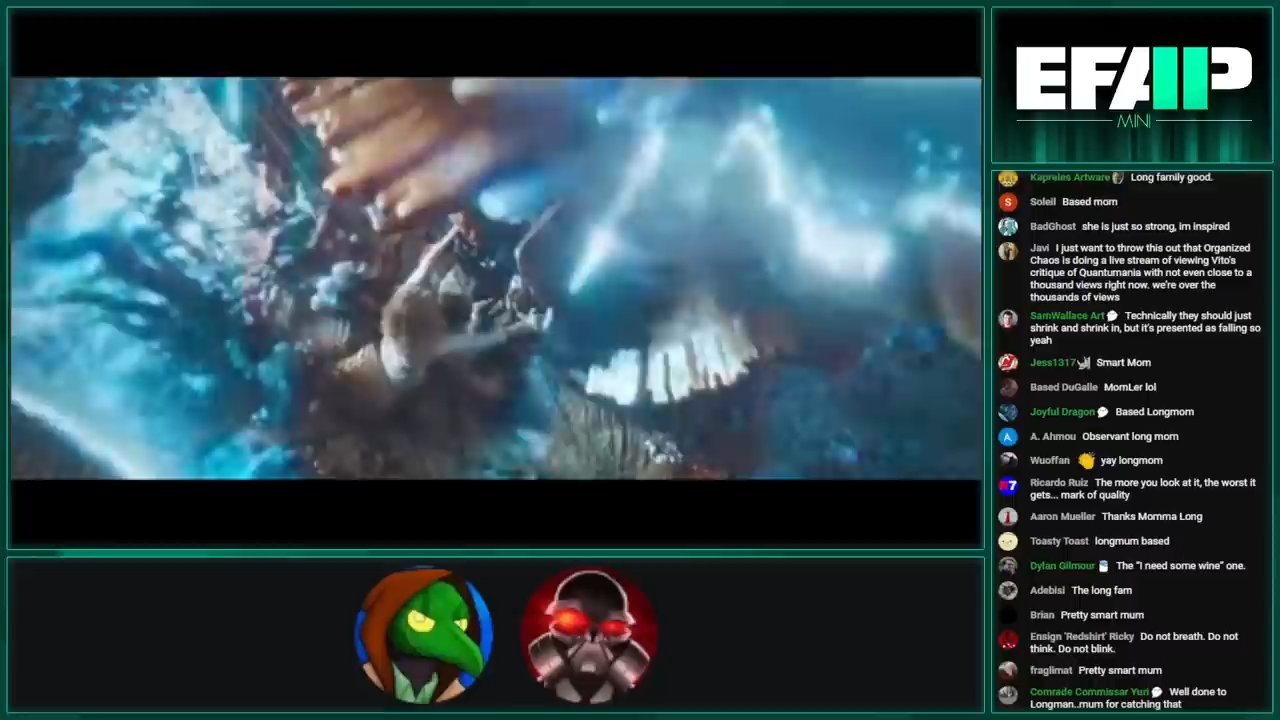 EFAP
MINI
Kapreles Artware Long family good.
S Soleil Based mom
BadGhost she is just so strong, im inspired
Javi I just want to throw this out that Organized
Chaos is doing a live stream of viewing Vito's
critique of Quantumania with not even close to a
thousand views right now. we're over the
thousands of views
SamWallace Art Technically they should just
shrink and shrink in, but it's presented as falling so
yeah
Jess1317 Smart Mom
Based DuGalle MomLer lol
Joyful Dragon Based Longmom
A A. Ahmou Observant long mom
Wuoffan yay longmom
Ricardo Ruiz The more you look at it, the worst it
gets... mark of quality
Aaron Mueller Thanks Momma Long
Toasty Toast longmum based
Dyfan Gilmour The "I need some wine" one.
Adebisi The long fam
Brian Pretty smart mum
Ensign 'Redshirt' Ricky Do not breath. Do not
think. Do not blink.
fraglimat Pretty smart mum
Comrade Commissar Yuri Well done to
Longman..mum for catching that